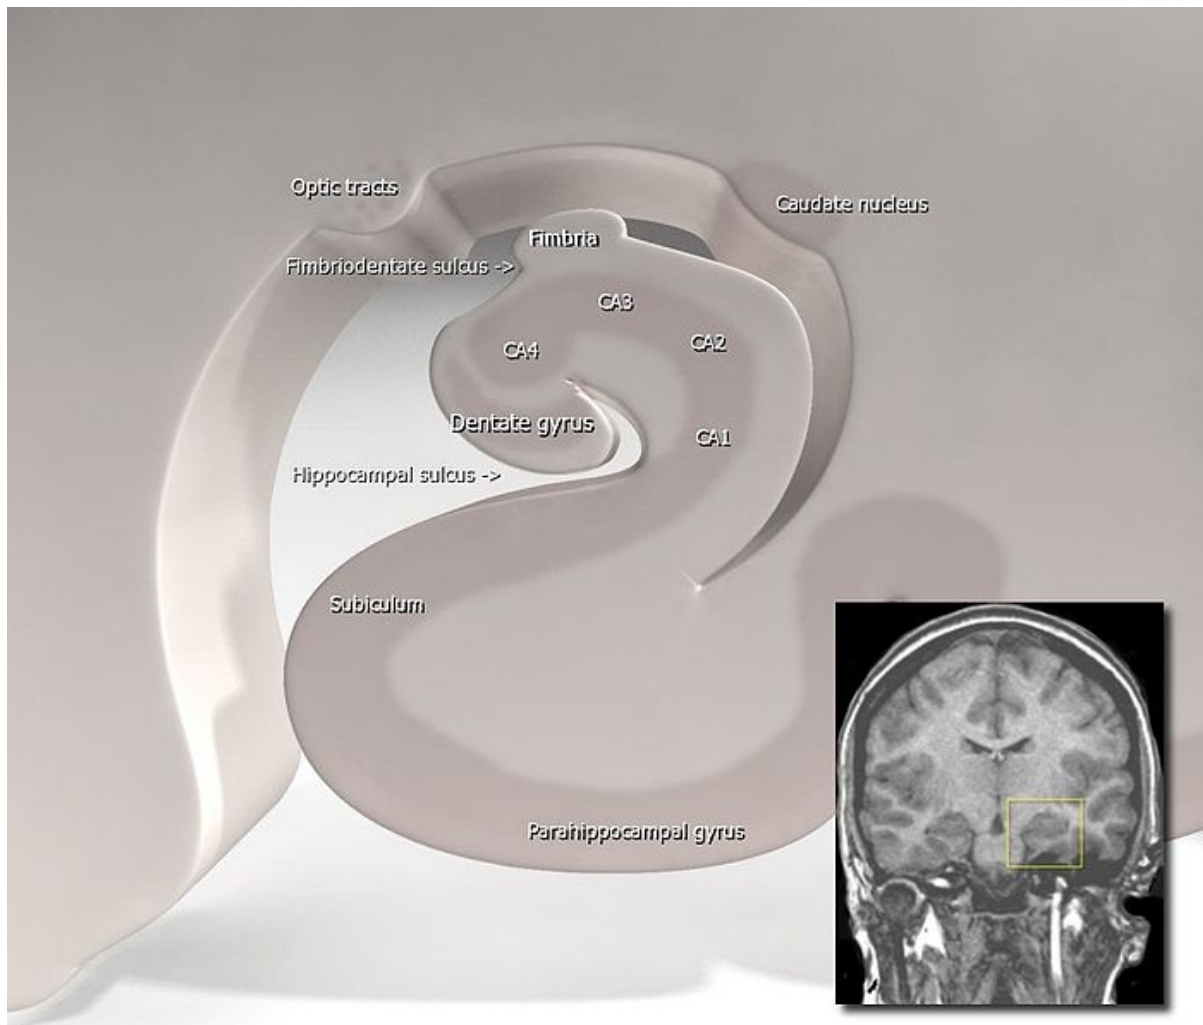 Optic tracts
Caudate nucleus
Fimbria
Fimbriodentate sulcus ->
CA3
CA2
CA4
Dentate gyrus
CA1
Hippocampal sulcus ->
Subiculum
Parahippocampal gyrus